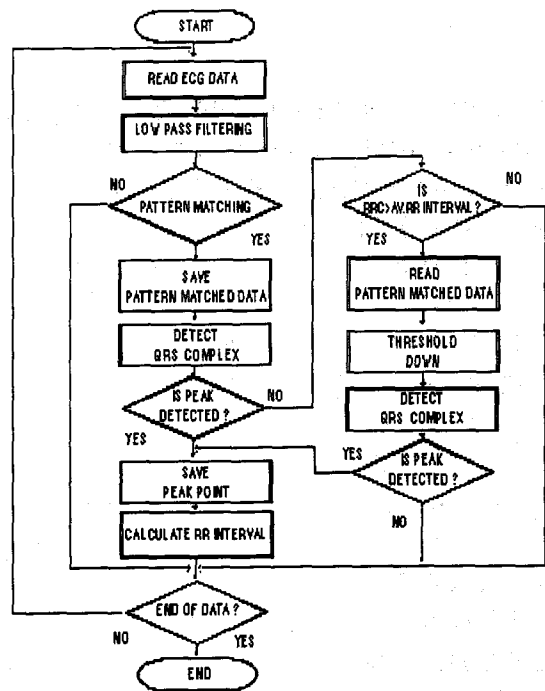 START
READ ECG DATA
LOW PASS FILTERING
NO
PATTERN MATCHING
YES
SAVE
PATTERN MATCHED DATA
DETECT
QRS COMPLEX
IS PEAK
DETECTED ?
NO
YES
SAVE
PEAK POINT
CALCULATE RR INTERVAL
END OF DATA ?
NO
YES
END
IS
RRC>AV.RR INTERVAL ?
NO
YES
READ
PATTERN MATCHED DATA
THRESHOLD
DOWN
DETECT
QRS COMPLEX
YES
IS PEAK
DETECTED ?
NO